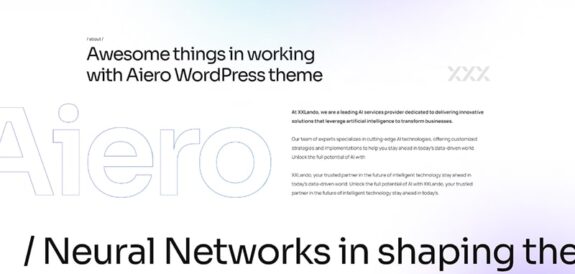 / about /
Awesome things in working
with Aiero WordPress theme
XXX
Aiero
At XXLando, we are a leading AI services provider dedicated to delivering innovative
solutions that leverage artificial intelligence to transform businesses.
Our team of experts specializes in cutting-edge AI technologies, offering customized
strategies and implementations to help you stay ahead in today's data-driven world.
Unlock the full potential of AI with
XXLando, your trusted partner in the future of intelligent technology stay ahead in
today's data-driven world. Unlock the full potential of AI with XXLando, your trusted
partner in the future of intelligent technology stay ahead in today's.
/ Neural Networks in shaping the